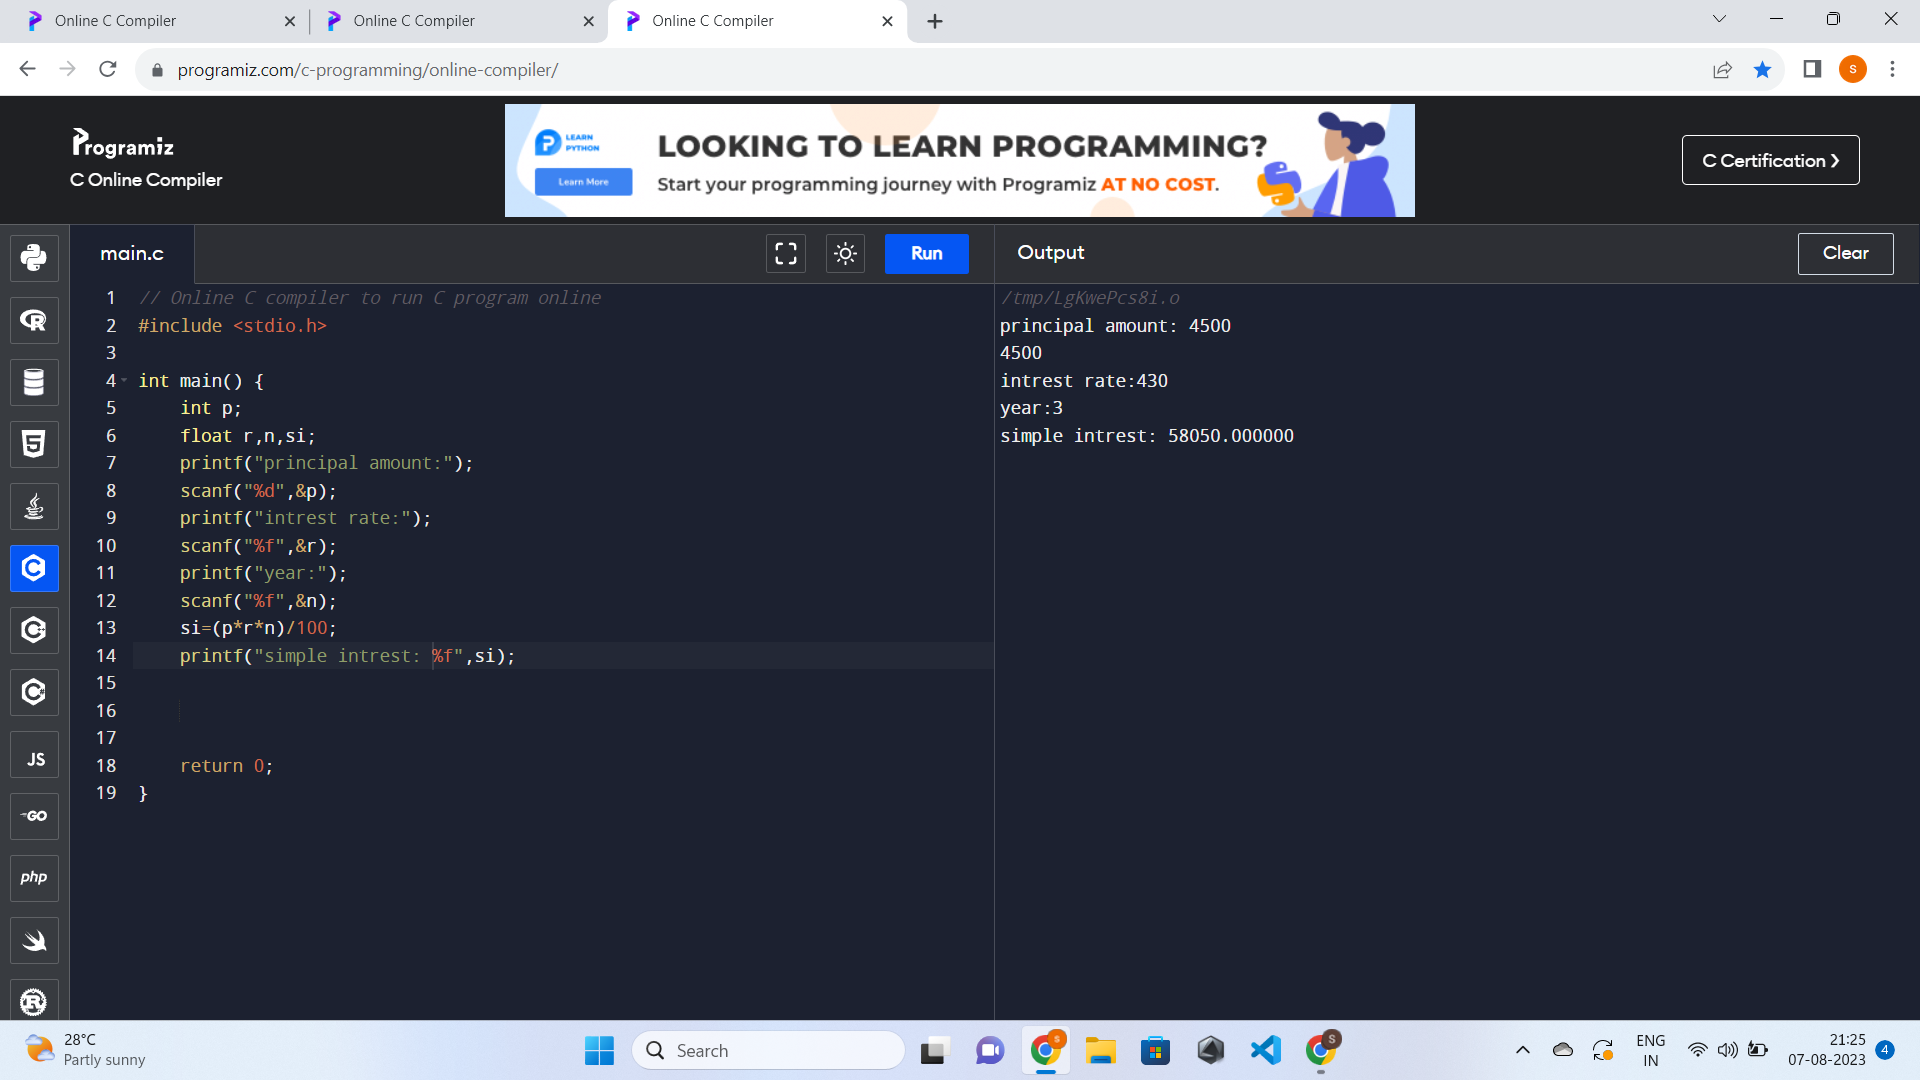 Online C Compiler
Online C Compiler
Online C Compiler
programiz.com/c-programming/online-compiler/
s
Programiz
C Online Compiler
LEARN
PYTHON
Learn More
LOOKING TO LEARN PROGRAMMING?
Start your programming journey with Programiz AT NO COST.
C Certification ❯
main.c
Run
Output
Clear
1 // Online C compiler to run C program online
2 #include <stdio.h>
3
4 int main() {
5 int p;
6 float r,n,si;
7 printf("principal amount:");
8 scanf("%d",&p);
9 printf("intrest rate:");
10 scanf("%f",&r);
11 printf("year:");
12 scanf("%f",&n);
13 si=(p*r*n)/100;
14 printf("simple intrest: %f",si);
15
16
17
18 return 0;
19 }
/tmp/LgKwePcs8i.o
principal amount: 4500
4500
intrest rate:430
year:3
simple intrest: 58050.000000
R
5
C
C
C
JS
GO
php
R
28°C
Partly sunny
Search
s
S
ENG
IN
21:25
07-08-2023
4